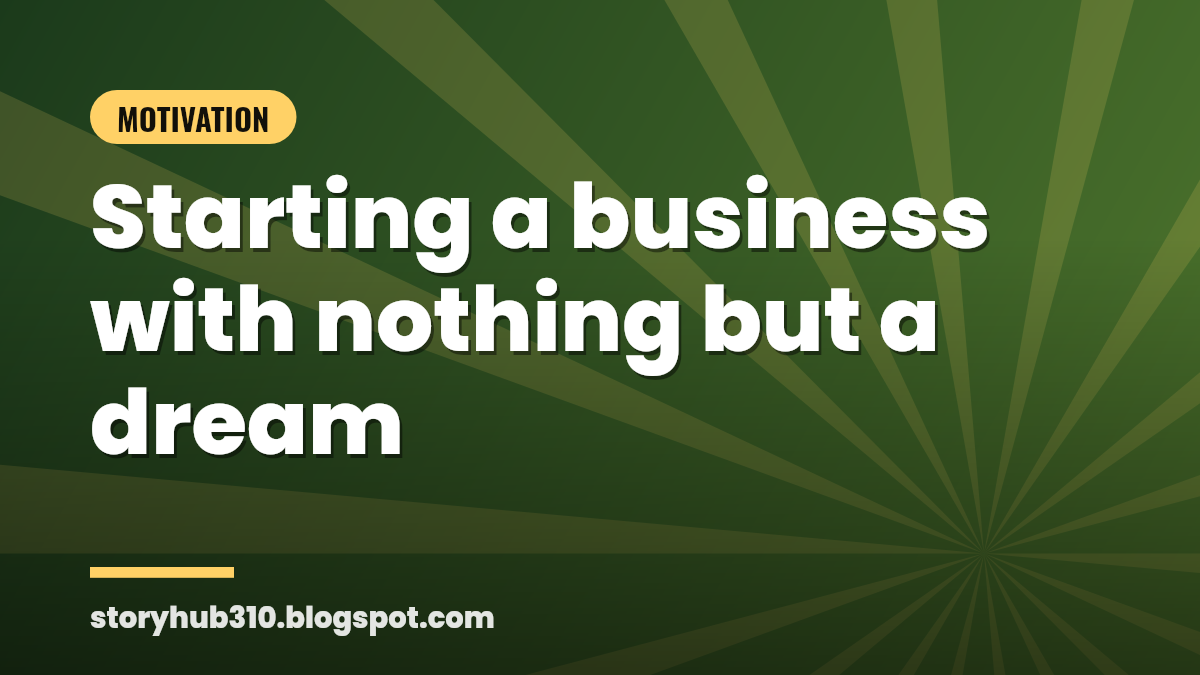 MOTIVATION
Starting a business
with nothing but a
dream
storyhub310.blogspot.com